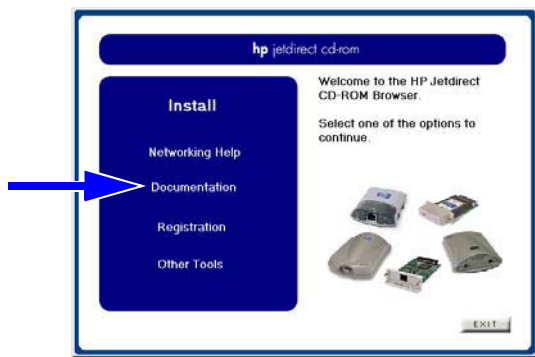 hp jetdirect cd-rom
Install
Networking Help
Documentation
Registration
Other Tools
Welcome to the HP Jetdirect
CD-ROM Browser.
Select one of the options to
continue.
EXIT